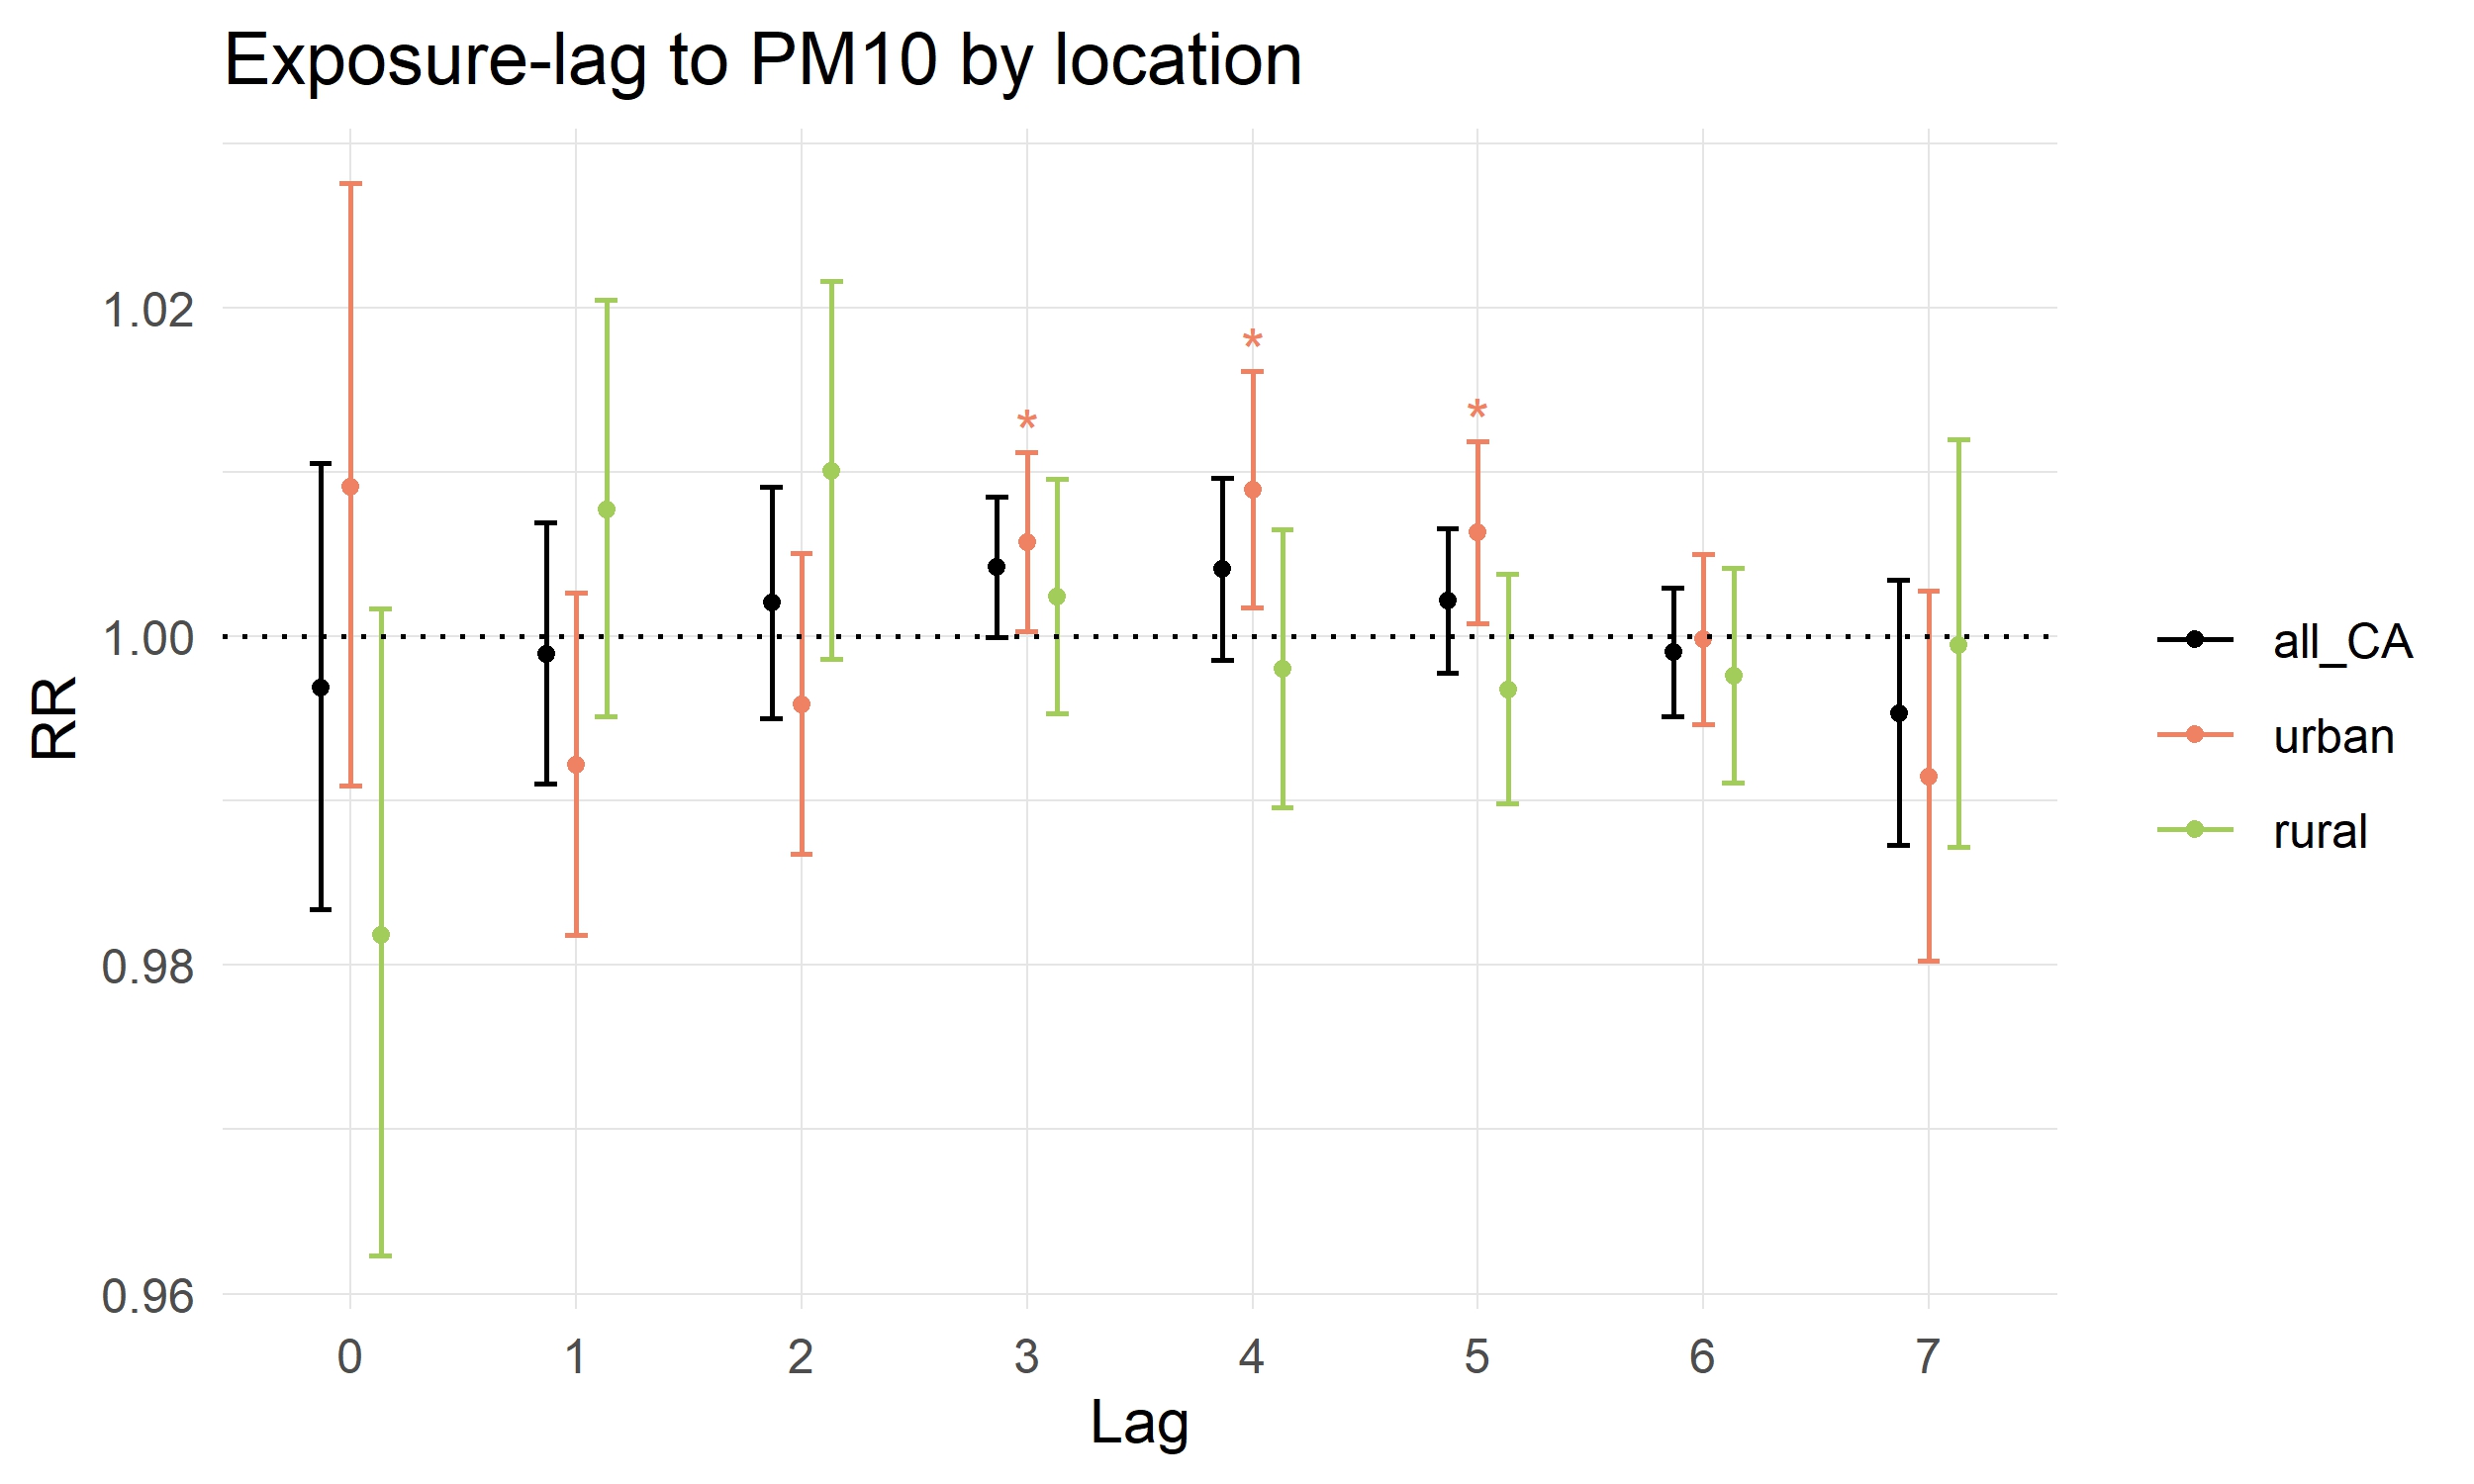 Exposure-lag to PM10 by location
1.02
1.00
0.98
0.96
RR
*
*
*
0 1 2 3 4 5 6 7
Lag
all_CA
urban
rural